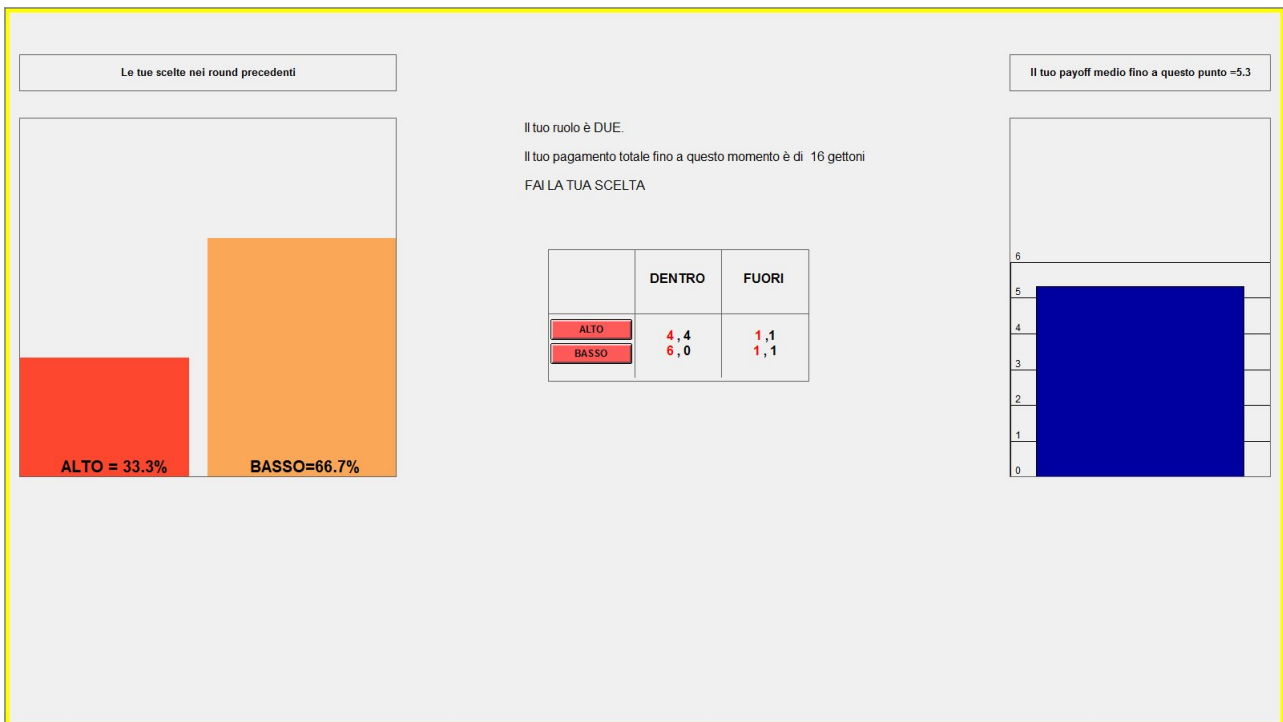 Le tue scelte nei round precedenti
Il tuo payoff medio fino a questo punto =5.3
Il tuo ruolo è DUE.
Il tuo pagamento totale fino a questo momento è di 16 gettoni
FAI LA TUA SCELTA
DENTRO FUORI
ALTO 4 , 4 1 ,1
BASSO 6 , 0 1 , 1
ALTO = 33.3% BASSO=66.7%
6
5
4
3
2
1
0